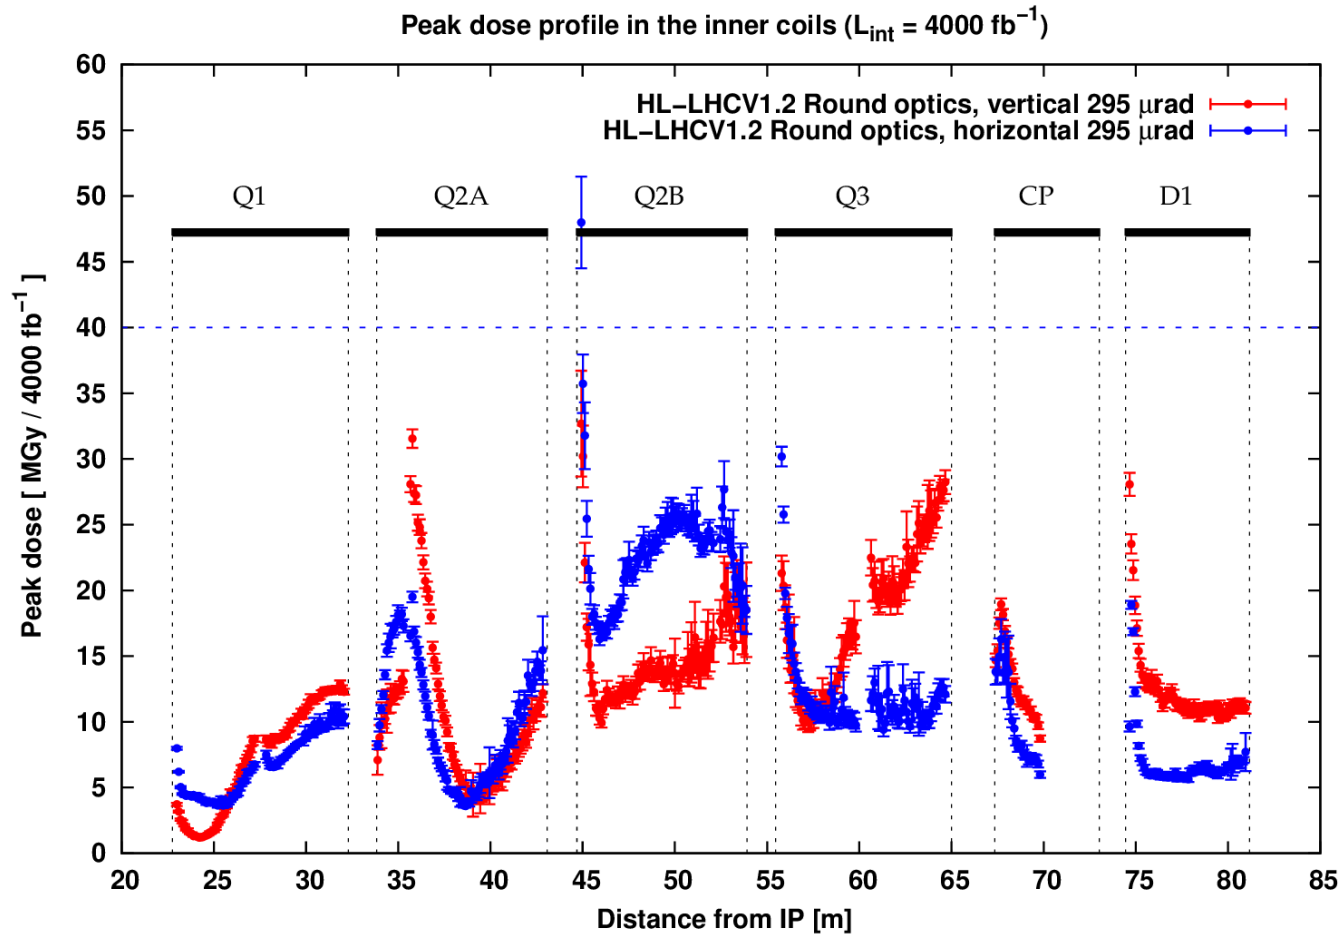 Peak dose profile in the inner coils (Lint = 4000 fb−1)
HL−LHCV1.2 Round optics, vertical 295 μrad
HL−LHCV1.2 Round optics, horizontal 295 μrad
Q1 Q2A Q2B Q3 CP D1
Peak dose [ MGy / 4000 fb−1 ]
60
55
50
45
40
35
30
25
20
15
10
5
0
20 25 30 35 40 45 50 55 60 65 70 75 80 85
Distance from IP [m]